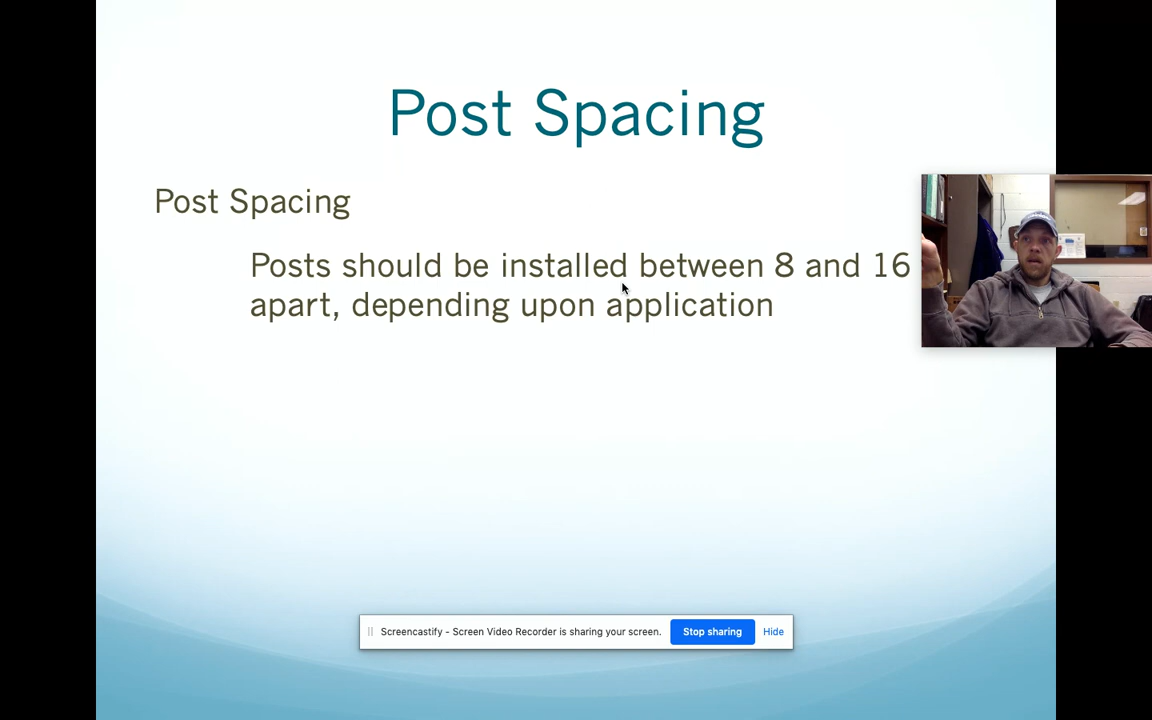 Post Spacing
Post Spacing
Posts should be installed between 8 and 16
apart, depending upon application
Screencastify - Screen Video Recorder is sharing your screen. Stop sharing Hide